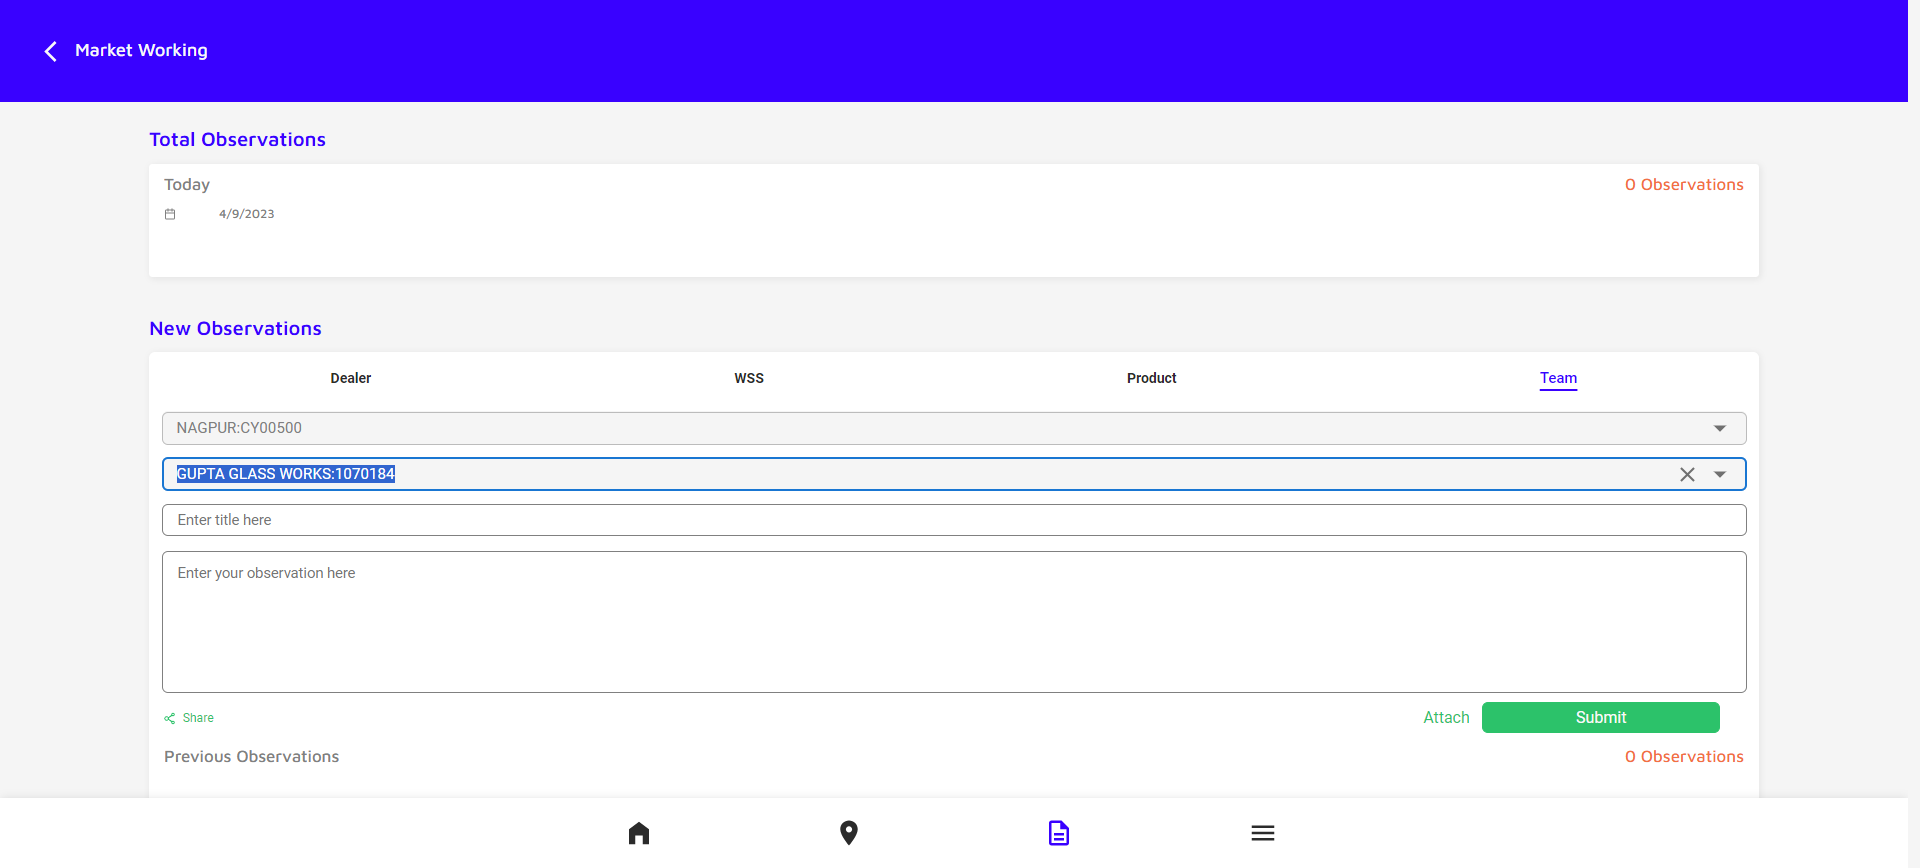 Market Working
Total Observations
Today
0 Observations
4/9/2023
New Observations
Dealer
WSS
Product
Team
NAGPUR:CY00500
GUPTA GLASS WORKS:1070184
Enter title here
Enter your observation here
Share
Attach
Submit
Previous Observations
0 Observations